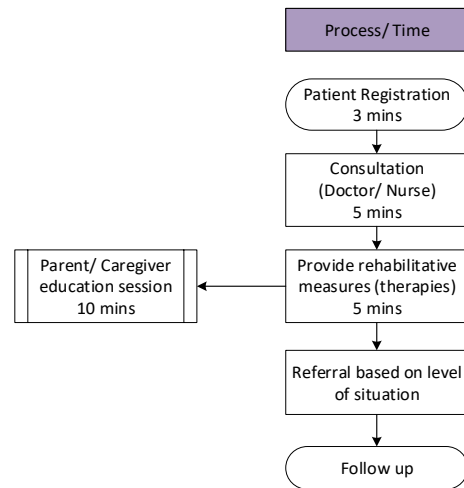 Process/ Time
Patient Registration
3 mins
Consultation
(Doctor/ Nurse)
5 mins
Parent/ Caregiver
education session
10 mins
Provide rehabilitative
measures (therapies)
5 mins
Referral based on level
of situation
Follow up